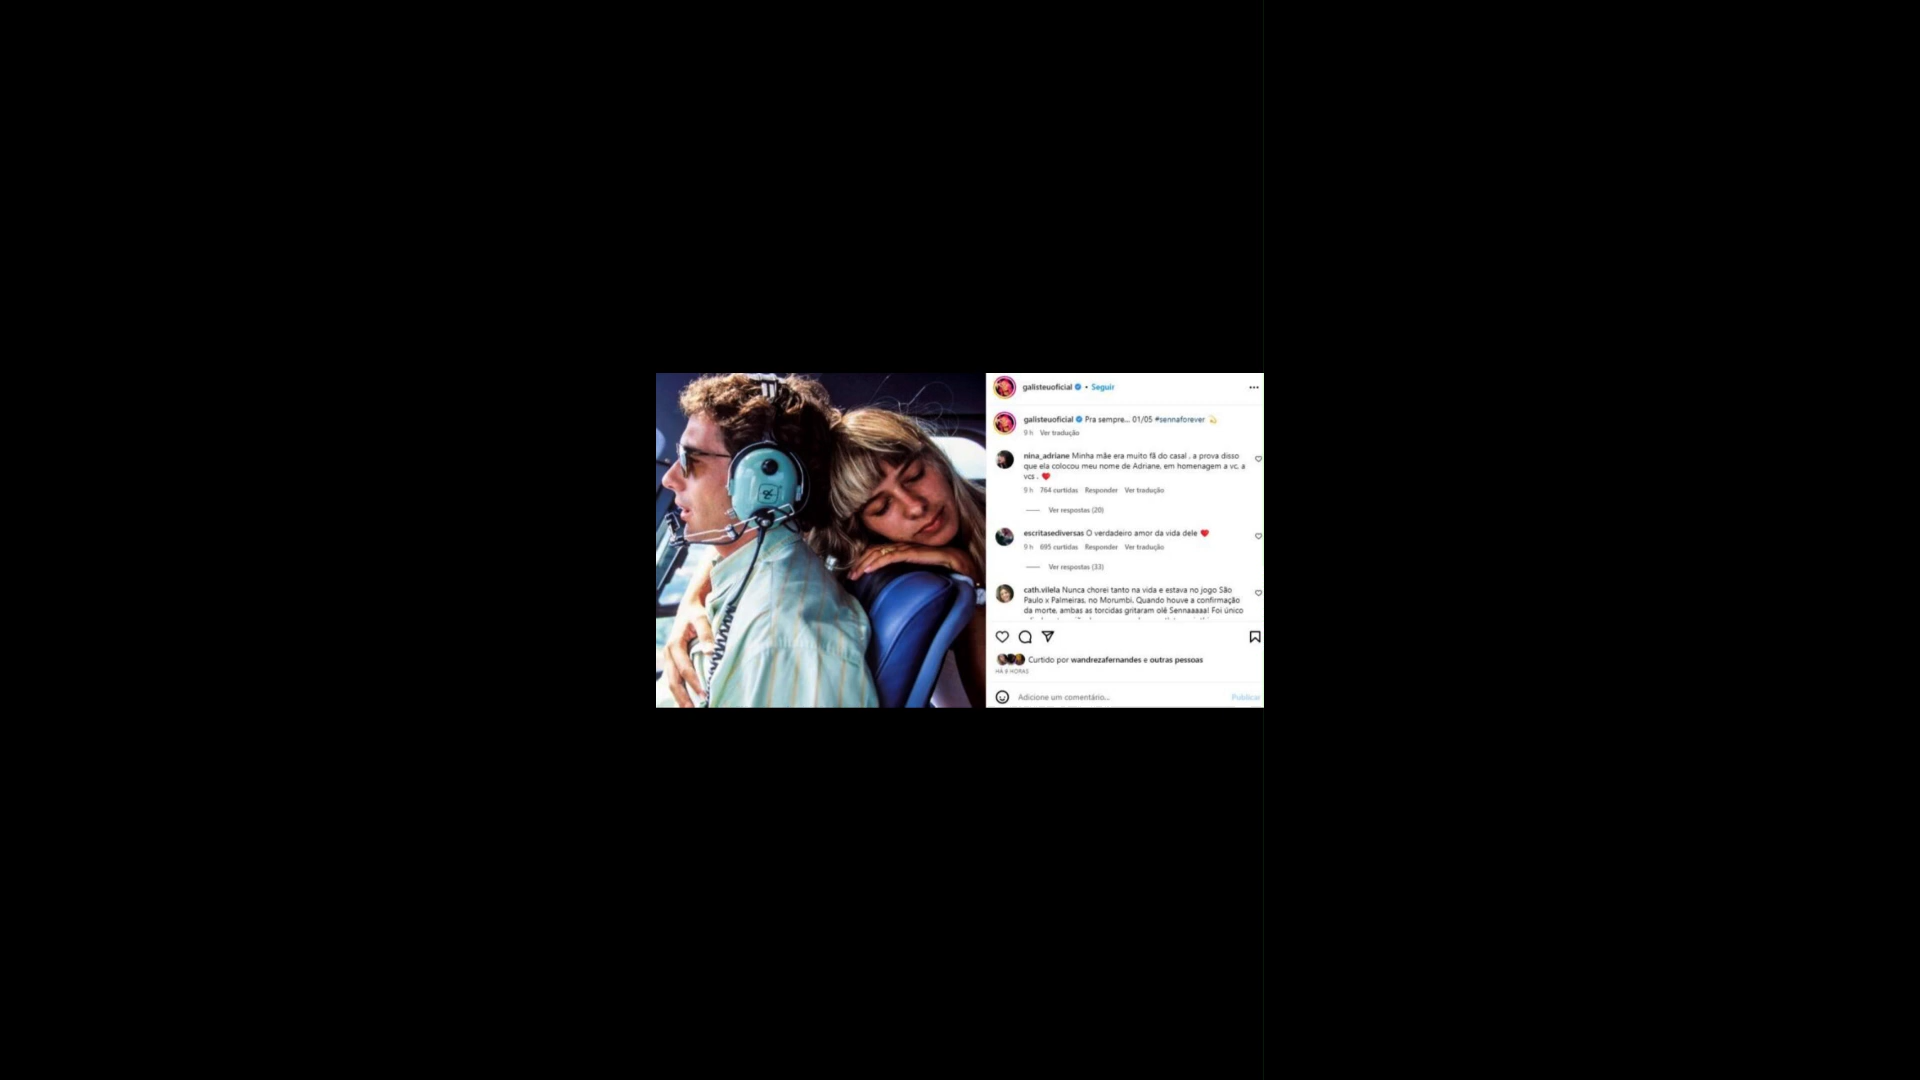 galisteuoficial • Seguir
galisteuoficial Pra sempre... 01/05 #sennaforever 💫
9 h Ver tradução
nina_adriane Minha mãe era muito fã do casal , a prova disso
que ela colocou meu nome de Adriane, em homenagem a vc, a
vcs . ❤️
9 h 764 curtidas Responder Ver tradução
Ver respostas (20)
escritasediversas O verdadeiro amor da vida dele ❤️
9 h 695 curtidas Responder Ver tradução
Ver respostas (33)
cath.vilela Nunca chorei tanto na vida e estava no jogo São
Paulo x Palmeiras, no Morumbi. Quando houve a confirmação
da morte, ambas as torcidas gritaram olê Sennaaaaa! Foi único
Curtido por wandrezafernandes e outras pessoas
HÁ 9 HORAS
Adicione um comentário...
Publicar